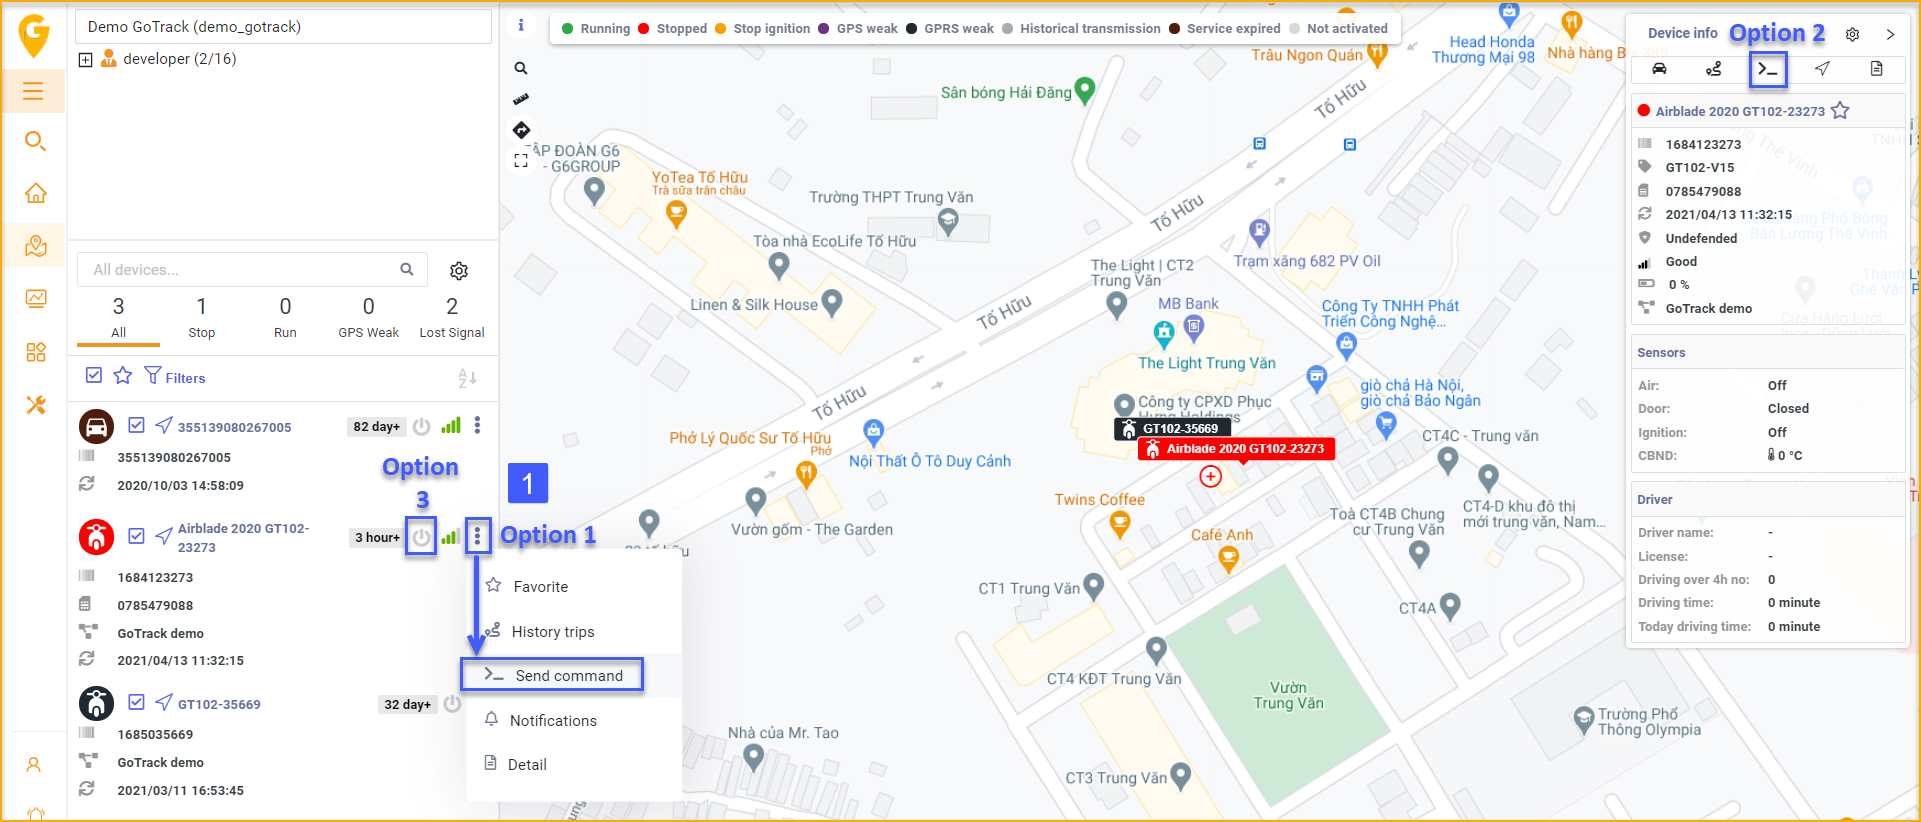 Demo GoTrack (demo_gotrack)
developer (2/16)
All devices...
3
All
1
Stop
0
Run
0
GPS Weak
2
Lost Signal
Filters
355139080267005
82 day+
355139080267005
2020/10/03 14:58:09
Option
3
Airblade 2020 GT102-
23273
3 hour+
1684123273
0785479088
GoTrack demo
2021/04/13 11:32:15
GT102-35669
32 day+
1685035669
GoTrack demo
2021/03/11 16:53:45
1
Option 1
Favorite
History trips
Send command
Notifications
Detail
Running
Stopped
Stop ignition
GPS weak
GPRS weak
Historical transmission
Service expired
Not activated
Trâu Ngon Quán
Head Honda
Thương Mại 98
Nhà hàng Bia 385
Sân bóng Hải Đăng
Tố Hữu
TẬP ĐOÀN G6
- G6GROUP
YoTea Tố Hữu
Trà sữa trân châu
Trường THPT Trung Văn
Tố Hữu
Tòa nhà EcoLife Tố Hữu
Trạm xăng 682 PV Oil
The Light | CT2
Trung Văn
Linen & Silk House
Tố Hữu
MB Bank
Công Ty TNHH Phát
Triển Công Nghệ...
The Light Trung Văn
giò chả Hà Nội,
giò chả Bảo Ngân
Tố Hữu
Công ty CPXD Phục
Hưng Holdings
GT102-35669
Airblade 2020 GT102-23273
Phở Lý Quốc Sư Tố Hữu
Phở
Nội Thất Ô Tô Duy Cảnh
CT4C - Trung văn
Twins Coffee
Vườn gốm - The Garden
CT4-D khu đô thị
mới trung văn, Nam...
Toà CT4B Chung
cư Trung Văn
Café Anh
CT1 Trung Văn
CT4A
CT4 KĐT Trung Văn
Vườn
Trung Văn
Nhà của Mr. Tao
Trường Phổ
Thông Olympia
CT3 Trung Văn
Device info
Option 2
Airblade 2020 GT102-23273
1684123273
GT102-V15
0785479088
2021/04/13 11:32:15
Undefended
Good
0 %
GoTrack demo
Sensors
Air: Off
Door: Closed
Ignition: Off
CBND: 0 °C
Driver
Driver name: -
License: -
Driving over 4h no: 0
Driving time: 0 minute
Today driving time: 0 minute